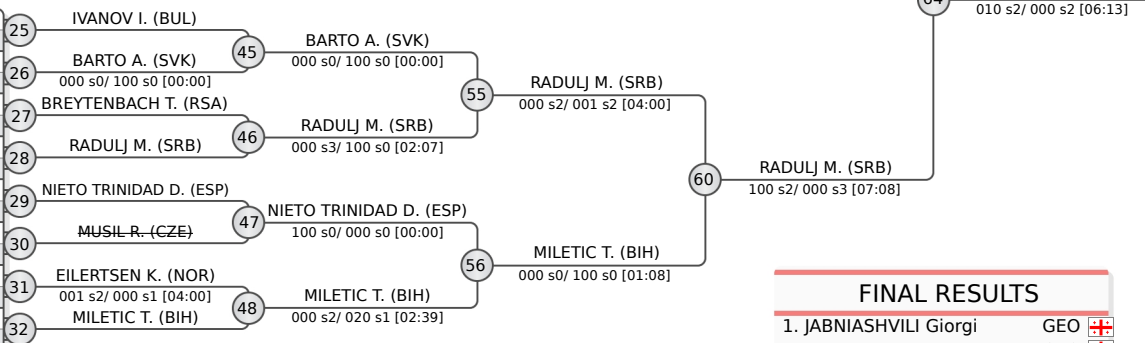 64
010 s2/ 000 s2 [06:13]
25
IVANOV I. (BUL)
45
BARTO A. (SVK)
000 s0/ 100 s0 [00:00]
26
BARTO A. (SVK)
000 s0/ 100 s0 [00:00]
55
RADULJ M. (SRB)
000 s2/ 001 s2 [04:00]
27
BREYTENBACH T. (RSA)
46
RADULJ M. (SRB)
000 s3/ 100 s0 [02:07]
28
RADULJ M. (SRB)
60
RADULJ M. (SRB)
100 s2/ 000 s3 [07:08]
29
NIETO TRINIDAD D. (ESP)
47
NIETO TRINIDAD D. (ESP)
100 s0/ 000 s0 [00:00]
30
MUSIL R. (CZE)
56
MILETIC T. (BIH)
000 s0/ 100 s0 [01:08]
31
EILERTSEN K. (NOR)
001 s2/ 000 s1 [04:00]
48
MILETIC T. (BIH)
000 s2/ 020 s1 [02:39]
32
MILETIC T. (BIH)
FINAL RESULTS
1. JABNIASHVILI Giorgi GEO